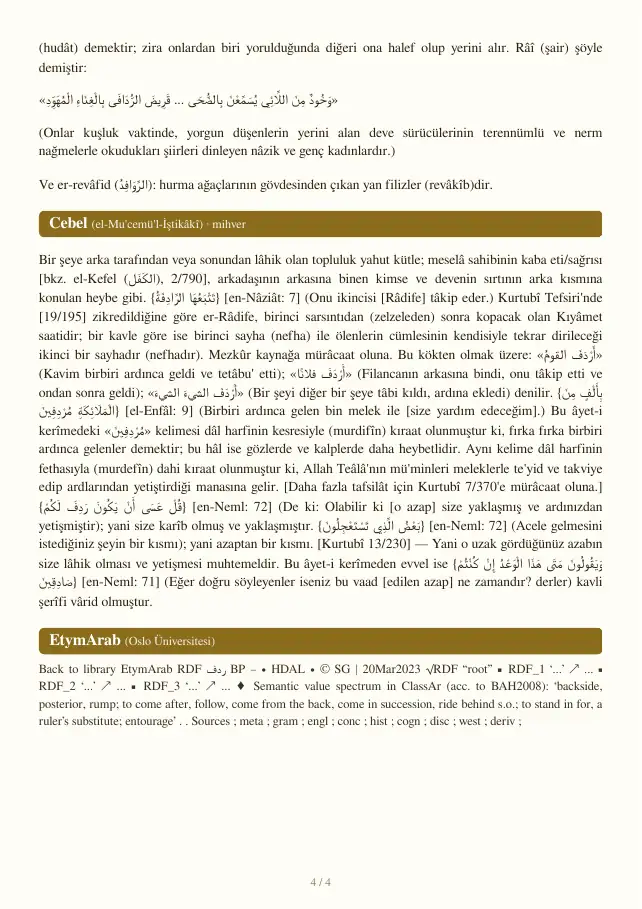 (hudât) demektir; zira onlardan biri yorulduğunda diğeri ona halef olup yerini alır. Râî (şair) şöyle
demiştir:
«وَخُودٌ مِنَ اللَّائِي يُسَمَّعْنَ بِالضُّحَى ... قَرِيضَ الرُّدَافَى بِالْغِنَاءِ الْمُهَوِّدِ»
(Onlar kuşluk vaktinde, yorgun düşenlerin yerini alan deve sürücülerinin terennümlü ve nerm
nağmelerle okudukları şiirleri dinleyen nâzik ve genç kadınlardır.)
Ve er-revâfid (الرَّوَافِدُ): hurma ağaçlarının gövdesinden çıkan yan filizler (revâkîb)dir.
Cebel (el-Mu'cemü'l-İştikâkî) · mihver
Bir şeye arka tarafından veya sonundan lâhik olan topluluk yahut kütle; meselâ sahibinin kaba eti/sağrısı
[bkz. el-Kefel (الكَفَل), 2/790], arkadaşının arkasına binen kimse ve devenin sırtının arka kısmına
konulan heybe gibi. {تَتْبَعُهَا الرَّادِفَةُ} [en-Nâziât: 7] (Onu ikincisi [Râdife] tâkip eder.) Kurtubî Tefsiri'nde
[19/195] zikredildiğine göre er-Râdife, birinci sarsıntıdan (zelzeleden) sonra kopacak olan Kıyâmet
saatidir; bir kavle göre ise birinci sayha (nefha) ile ölenlerin cümlesinin kendisiyle tekrar dirileceği
ikinci bir sayhadır (nefhadır). Mezkûr kaynağa mürâcaat oluna. Bu kökten olmak üzere: «أَرْدَف القومُ»
(Kavim birbiri ardınca geldi ve tetâbu' etti); «أَرْدَف فلانًا» (Filancanın arkasına bindi, onu tâkip etti ve
ondan sonra geldi); «أَرْدَف الشيءَ الشيءَ» (Bir şeyi diğer bir şeye tâbi kıldı, ardına ekledi) denilir. {بِأَلْفٍ مِنَ
الْمَلَائِكَةِ مُرْدِفِينَ} [el-Enfâl: 9] (Birbiri ardınca gelen bin melek ile [size yardım edeceğim].) Bu âyet-i
kerîmedeki «مُرْدِفِينَ» kelimesi dâl harfinin kesresiyle (murdifîn) kıraat olunmuştur ki, fırka fırka birbiri
ardınca gelenler demektir; bu hâl ise gözlerde ve kalplerde daha heybetlidir. Aynı kelime dâl harfinin
fethasıyla (murdefîn) dahi kıraat olunmuştur ki, Allah Teâlâ'nın mü'minleri meleklerle te'yid ve takviye
edip ardlarından yetiştirdiği manasına gelir. [Daha fazla tafsilât için Kurtubî 7/370'e mürâcaat oluna.]
{قُلْ عَسَى أَنْ يَكُونَ رَدِفَ لَكُمْ} [en-Neml: 72] (De ki: Olabilir ki [o azap] size yaklaşmış ve ardınızdan
yetişmiştir); yani size karîb olmuş ve yaklaşmıştır. {بَعْضُ الَّذِي تَسْتَعْجِلُونَ} [en-Neml: 72] (Acele gelmesini
istediğiniz şeyin bir kısmı); yani azaptan bir kısmı. [Kurtubî 13/230] — Yani o uzak gördüğünüz azabın
size lâhik olması ve yetişmesi muhtemeldir. Bu âyet-i kerîmeden evvel ise {وَيَقُولُونَ مَتَى هَذَا الْوَعْدُ إِنْ كُنْتُمْ
صَادِقِينَ} [en-Neml: 71] (Eğer doğru söyleyenler iseniz bu vaad [edilen azap] ne zamandır? derler) kavli
şerîfi vârid olmuştur.
EtymArab (Oslo Üniversitesi)
Back to library EtymArab RDF ردف BP – • HDAL • © SG | 20Mar2023 √RDF “root” ▪ RDF_1 ‘...’ ↗ ... ▪
RDF_2 ‘...’ ↗ ... ▪ RDF_3 ‘...’ ↗ ... ♦ Semantic value spectrum in ClassAr (acc. to BAH2008): ‘backside,
posterior, rump; to come after, follow, come from the back, come in succession, ride behind s.o.; to stand in for, a
ruler's substitute; entourage’ . . Sources ; meta ; gram ; engl ; conc ; hist ; cogn ; disc ; west ; deriv ;
4 / 4